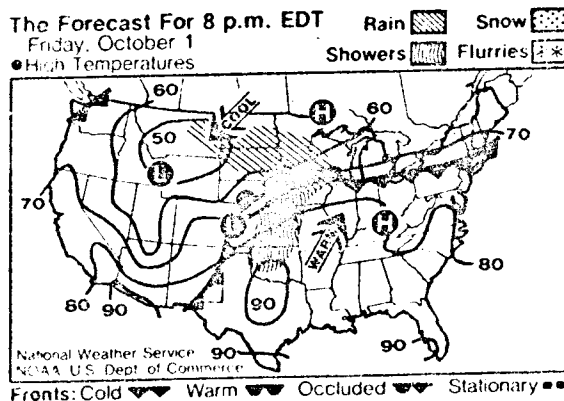 The Forecast For 8 p.m. EDT
Friday, October 1
●High Temperatures
Rain Snow
Showers Flurries
60
COOL
H
60
50
70
L
70
L
H
WARM
80
80 90
90
90
90
National Weather Service
NOAA U.S. Dept. of Commerce
Fronts: Cold Warm Occluded Stationary